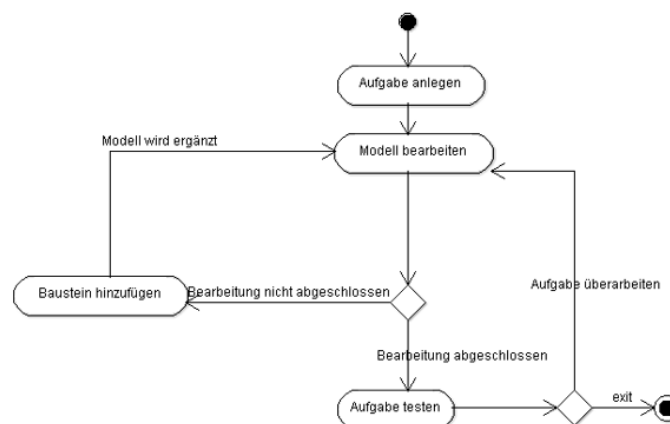 Aufgabe anlegen
Modell wird ergänzt
Modell bearbeiten
Aufgabe überarbeiten
Baustein hinzufügen
Bearbeitung nicht abgeschlossen
Bearbeitung abgeschlossen
Aufgabe testen
exit